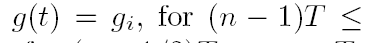 g(t) = g_i, for (n − 1)T ≤